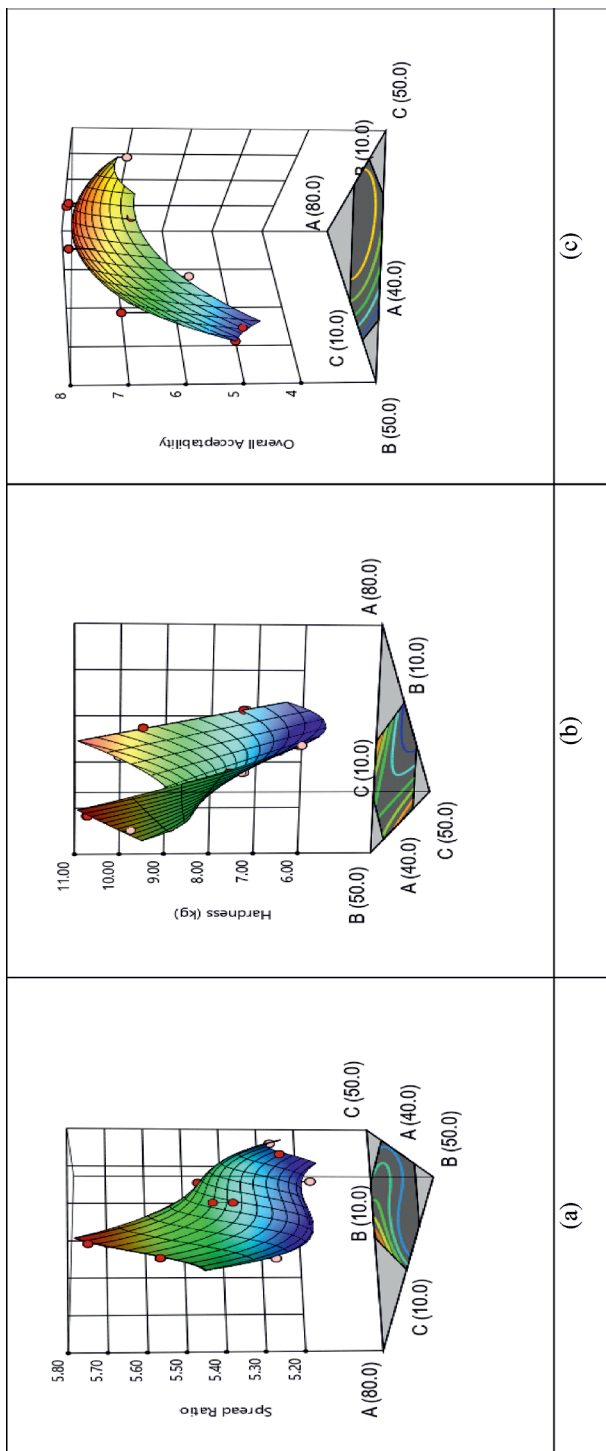 5.80
5.70
5.60
5.50
5.40
5.30
5.20
Spread Ratio
A (80.0)
B (10.0)
C (10.0)
C (50.0)
A (40.0)
B (50.0)
(a)
11.00
10.00
9.00
8.00
7.00
6.00
Hardness (kg)
B (50.0)
A (40.0)
C (50.0)
C (10.0)
B (10.0)
A (80.0)
(b)
8
7
6
5
4
Overall Acceptability
B (50.0)
C (10.0)
A (80.0)
A (40.0)
B (10.0)
C (50.0)
(c)